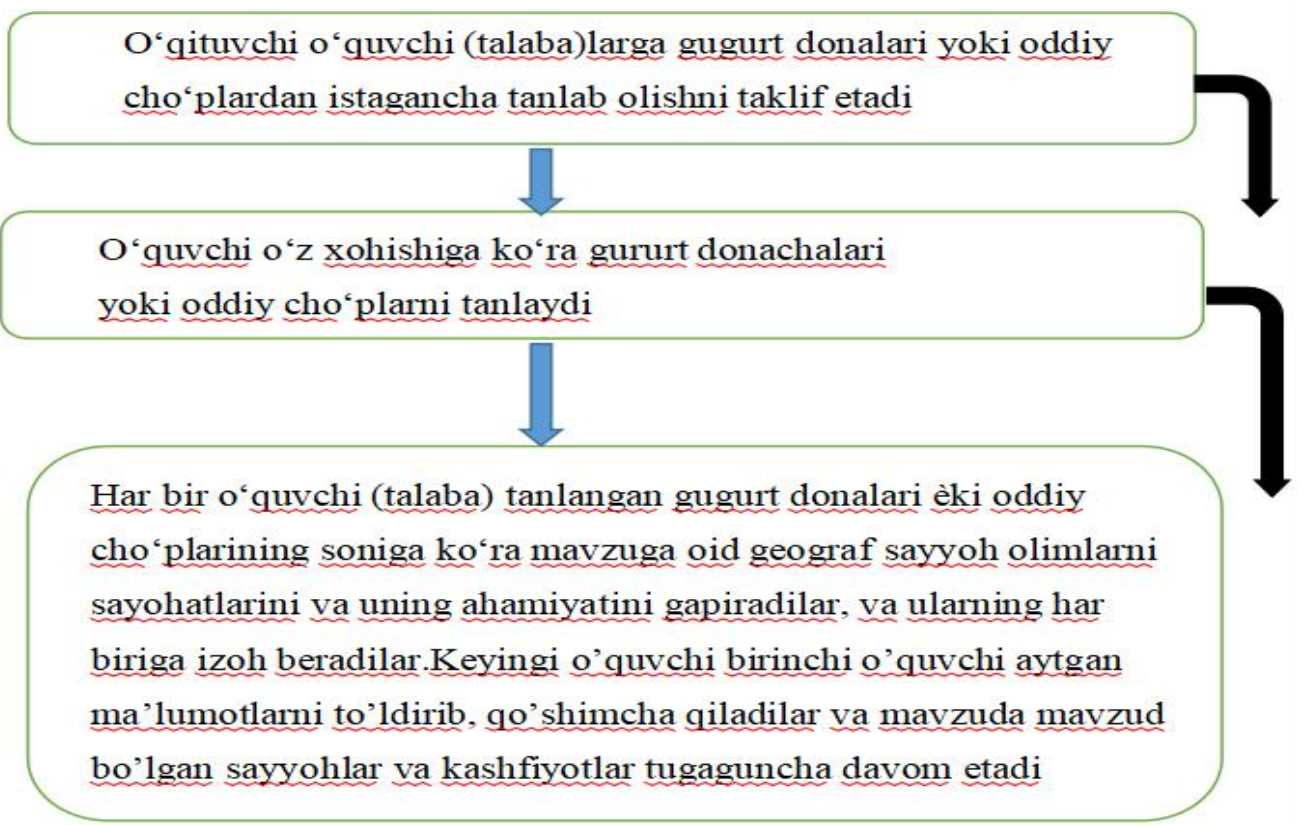 O‘qituvchi o‘quvchi (talaba)larga gugurt donalari yoki oddiy
cho‘plardan istagancha tanlab olishni taklif etadi
O‘quvchi o‘z xohishiga ko‘ra gururt donachalari
yoki oddiy cho‘plarni tanlaydi
Har bir o‘quvchi (talaba) tanlangan gugurt donalari èki oddiy
cho‘plarining soniga ko‘ra mavzuga oid geograf sayyoh olimlarni
sayohatlarini va uning ahamiyatini gapiradilar, va ularning har
biriga izoh beradilar.Keyingi o’quvchi birinchi o’quvchi aytgan
ma’lumotlarni to’ldirib, qo’shimcha qiladilar va mavzuda mavzud
bo’lgan sayyohlar va kashfiyotlar tugaguncha davom etadi